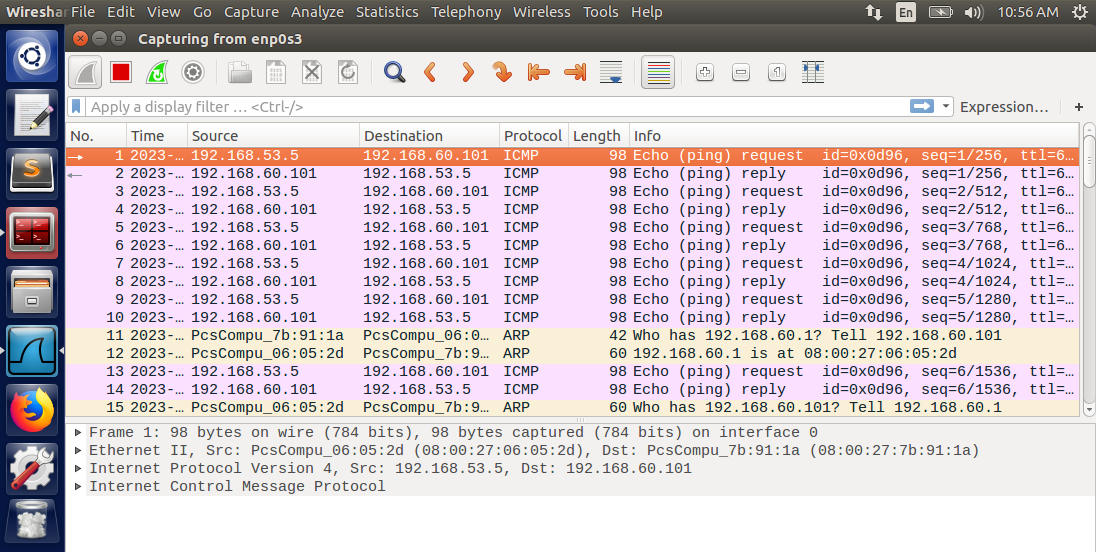 Wireshar File Edit View Go Capture Analyze Statistics Telephony Wireless Tools Help En 10:56 AM
Capturing from enp0s3
Apply a display filter … <Ctrl-/> Expression… +
No. Time Source Destination Protocol Length Info
1 2023-… 192.168.53.5 192.168.60.101 ICMP 98 Echo (ping) request id=0x0d96, seq=1/256, ttl=6…
2 2023-… 192.168.60.101 192.168.53.5 ICMP 98 Echo (ping) reply id=0x0d96, seq=1/256, ttl=6…
3 2023-… 192.168.53.5 192.168.60.101 ICMP 98 Echo (ping) request id=0x0d96, seq=2/512, ttl=6…
4 2023-… 192.168.60.101 192.168.53.5 ICMP 98 Echo (ping) reply id=0x0d96, seq=2/512, ttl=6…
5 2023-… 192.168.53.5 192.168.60.101 ICMP 98 Echo (ping) request id=0x0d96, seq=3/768, ttl=6…
6 2023-… 192.168.60.101 192.168.53.5 ICMP 98 Echo (ping) reply id=0x0d96, seq=3/768, ttl=6…
7 2023-… 192.168.53.5 192.168.60.101 ICMP 98 Echo (ping) request id=0x0d96, seq=4/1024, ttl=…
8 2023-… 192.168.60.101 192.168.53.5 ICMP 98 Echo (ping) reply id=0x0d96, seq=4/1024, ttl=…
9 2023-… 192.168.53.5 192.168.60.101 ICMP 98 Echo (ping) request id=0x0d96, seq=5/1280, ttl=…
10 2023-… 192.168.60.101 192.168.53.5 ICMP 98 Echo (ping) reply id=0x0d96, seq=5/1280, ttl=…
11 2023-… PcsCompu_7b:91:1a PcsCompu_06:0… ARP 42 Who has 192.168.60.1? Tell 192.168.60.101
12 2023-… PcsCompu_06:05:2d PcsCompu_7b:9… ARP 60 192.168.60.1 is at 08:00:27:06:05:2d
13 2023-… 192.168.53.5 192.168.60.101 ICMP 98 Echo (ping) request id=0x0d96, seq=6/1536, ttl=…
14 2023-… 192.168.60.101 192.168.53.5 ICMP 98 Echo (ping) reply id=0x0d96, seq=6/1536, ttl=…
15 2023-… PcsCompu_06:05:2d PcsCompu_7b:9… ARP 60 Who has 192.168.60.101? Tell 192.168.60.1
Frame 1: 98 bytes on wire (784 bits), 98 bytes captured (784 bits) on interface 0
Ethernet II, Src: PcsCompu_06:05:2d (08:00:27:06:05:2d), Dst: PcsCompu_7b:91:1a (08:00:27:7b:91:1a)
Internet Protocol Version 4, Src: 192.168.53.5, Dst: 192.168.60.101
Internet Control Message Protocol